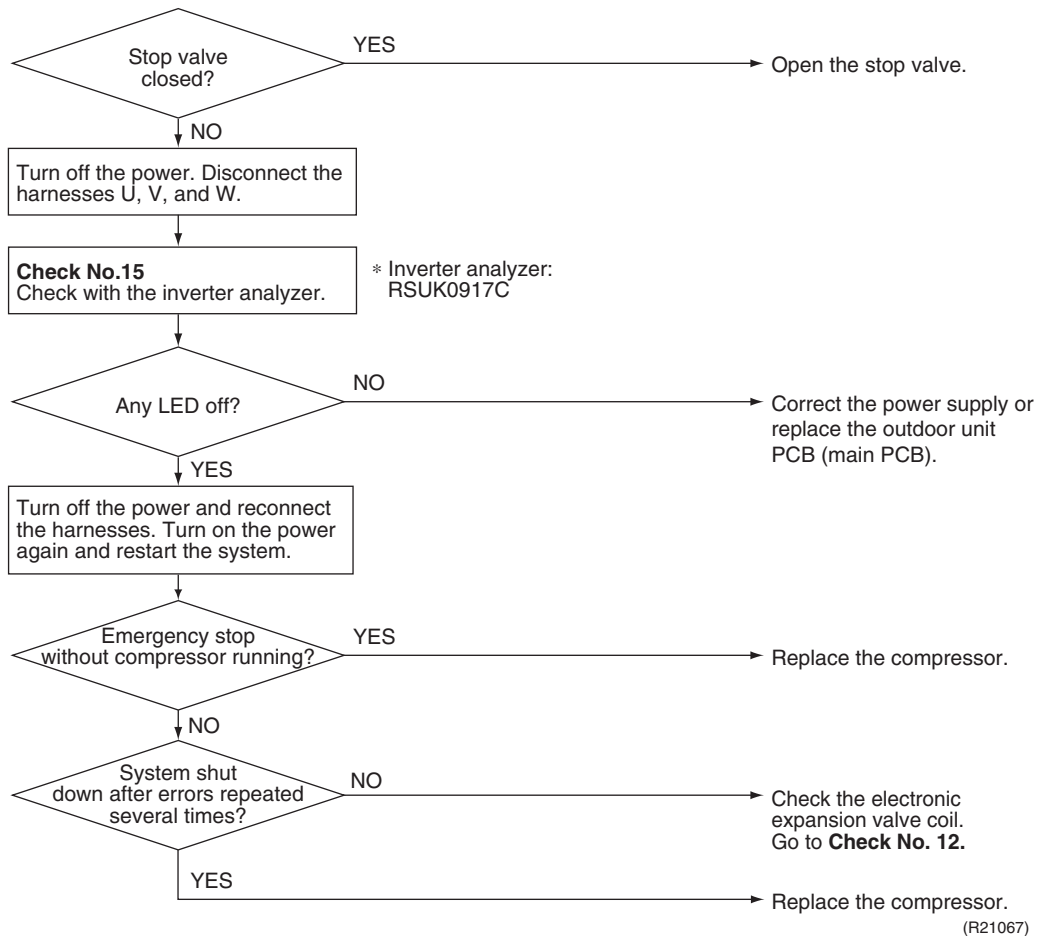 Stop valve
closed?
YES
Open the stop valve.
NO
Turn off the power. Disconnect the
harnesses U, V, and W.
Check No.15
Check with the inverter analyzer.
* Inverter analyzer:
RSUK0917C
Any LED off?
NO
Correct the power supply or
replace the outdoor unit
PCB (main PCB).
YES
Turn off the power and reconnect
the harnesses. Turn on the power
again and restart the system.
Emergency stop
without compressor running?
YES
Replace the compressor.
NO
System shut
down after errors repeated
several times?
NO
Check the electronic
expansion valve coil.
Go to Check No. 12.
YES
Replace the compressor.
(R21067)